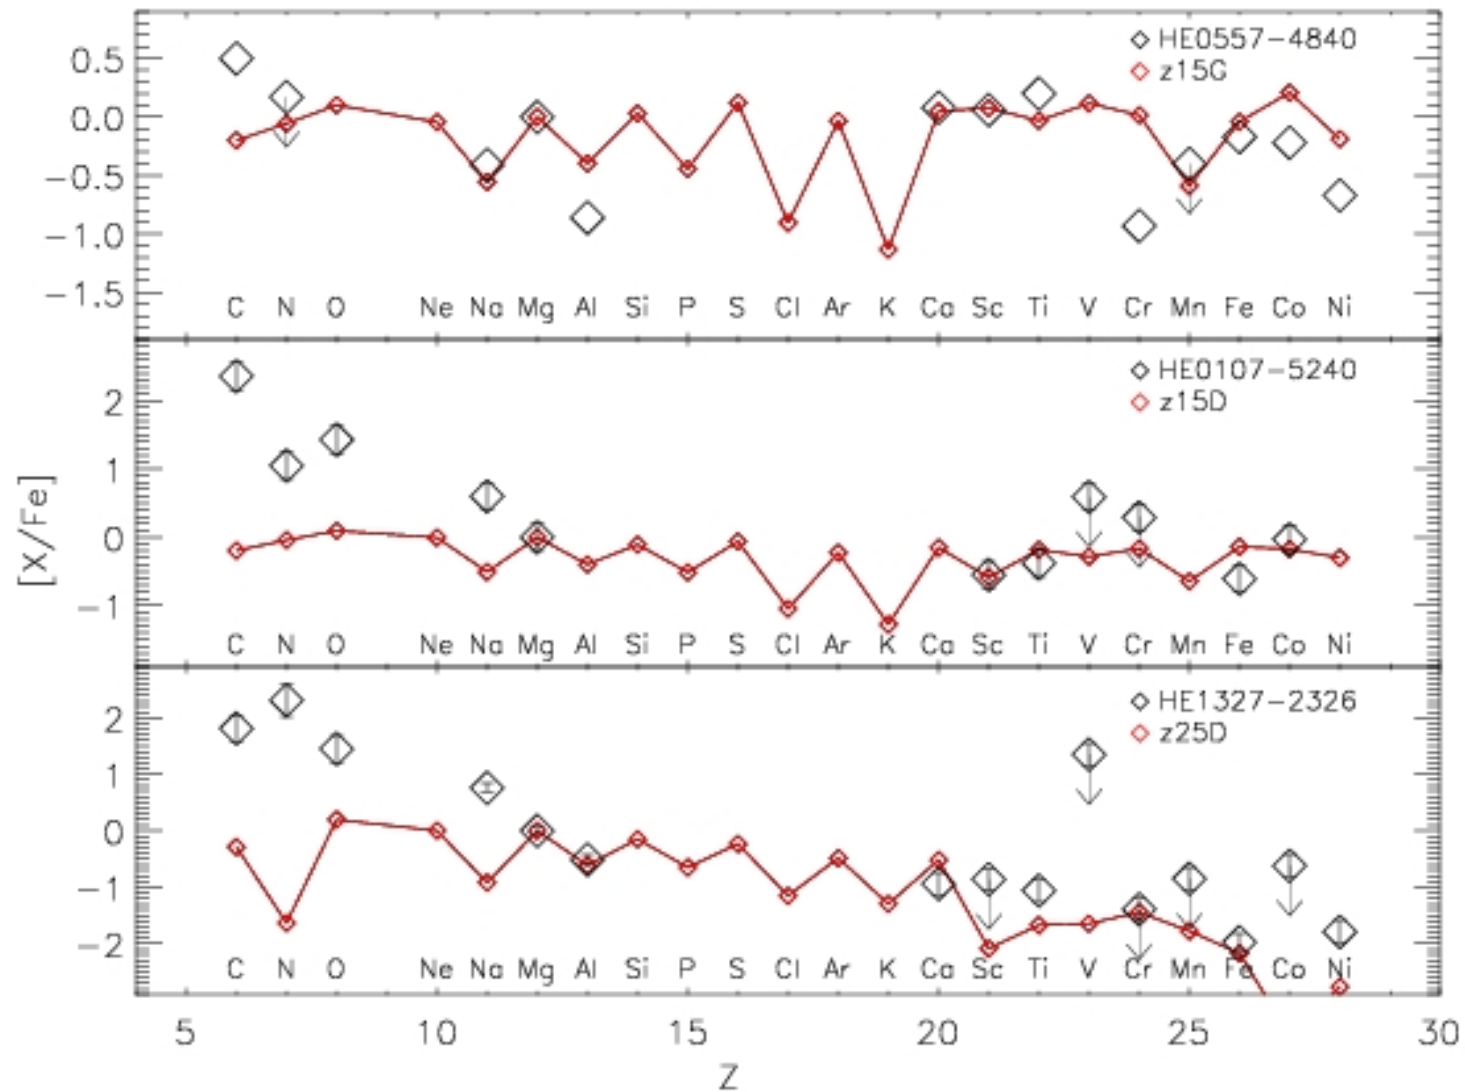 HE0557-4840
z15G
0.5
0.0
-0.5
-1.0
-1.5
C N O Ne Na Mg Al Si P S Cl Ar K Ca Sc Ti V Cr Mn Fe Co Ni
HE0107-5240
z15D
2
1
0
-1
C N O Ne Na Mg Al Si P S Cl Ar K Ca Sc Ti V Cr Mn Fe Co Ni
[X/Fe]
HE1327-2326
z25D
2
1
0
-1
-2
C N O Ne Na Mg Al Si P S Cl Ar K Ca Sc Ti V Cr Mn Fe Co Ni
5 10 15 20 25 30
Z